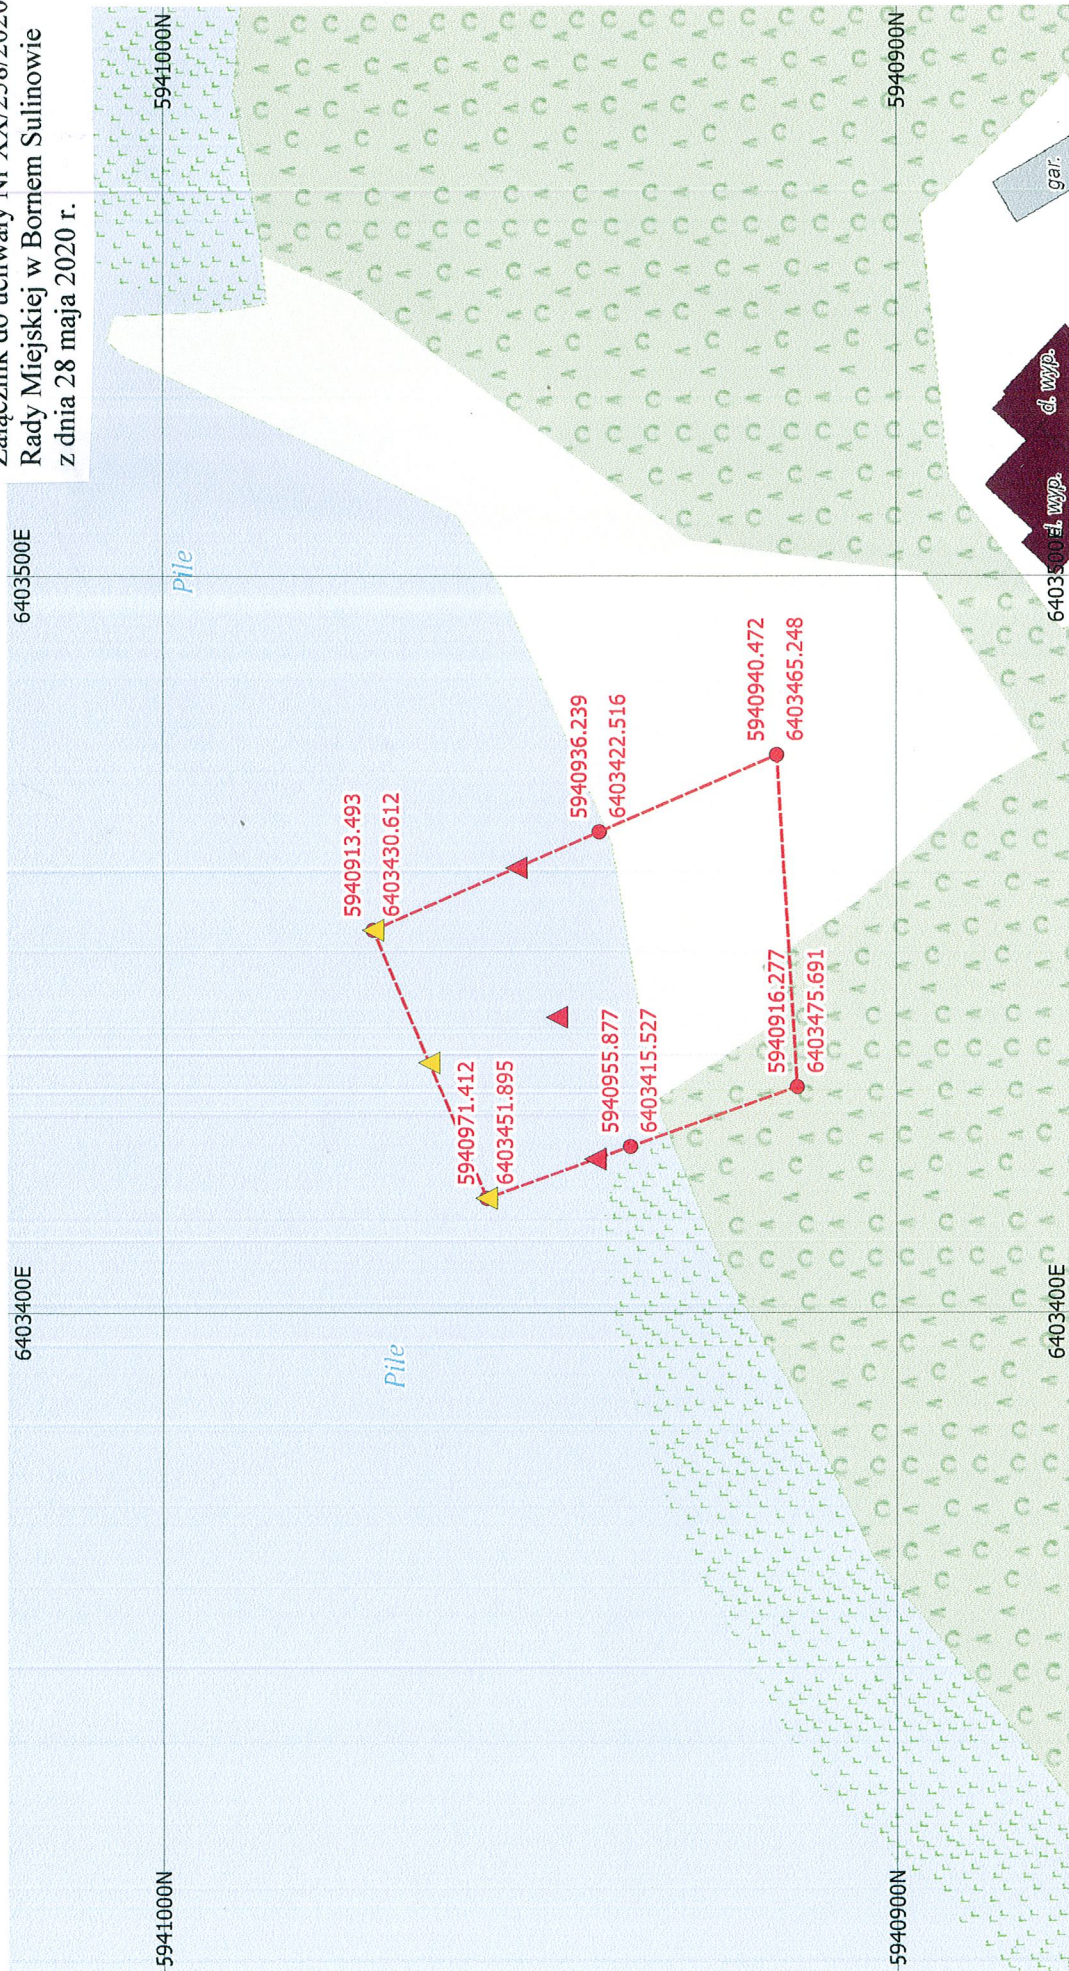 Rady Miejskiej w Bornem Sulinowie
z dnia 28 maja 2020 r.
6403500E
6403400E
5941000N
5941000N
Pile
Pile
5940913.493
6403430.612
5940971.412
6403451.895
5940936.239
6403422.516
5940955.877
6403415.527
5940940.472
6403465.248
5940916.277
6403475.691
5940900N
5940900N
gar.
d. wyp.
d. wyp.
6403500E
6403400E